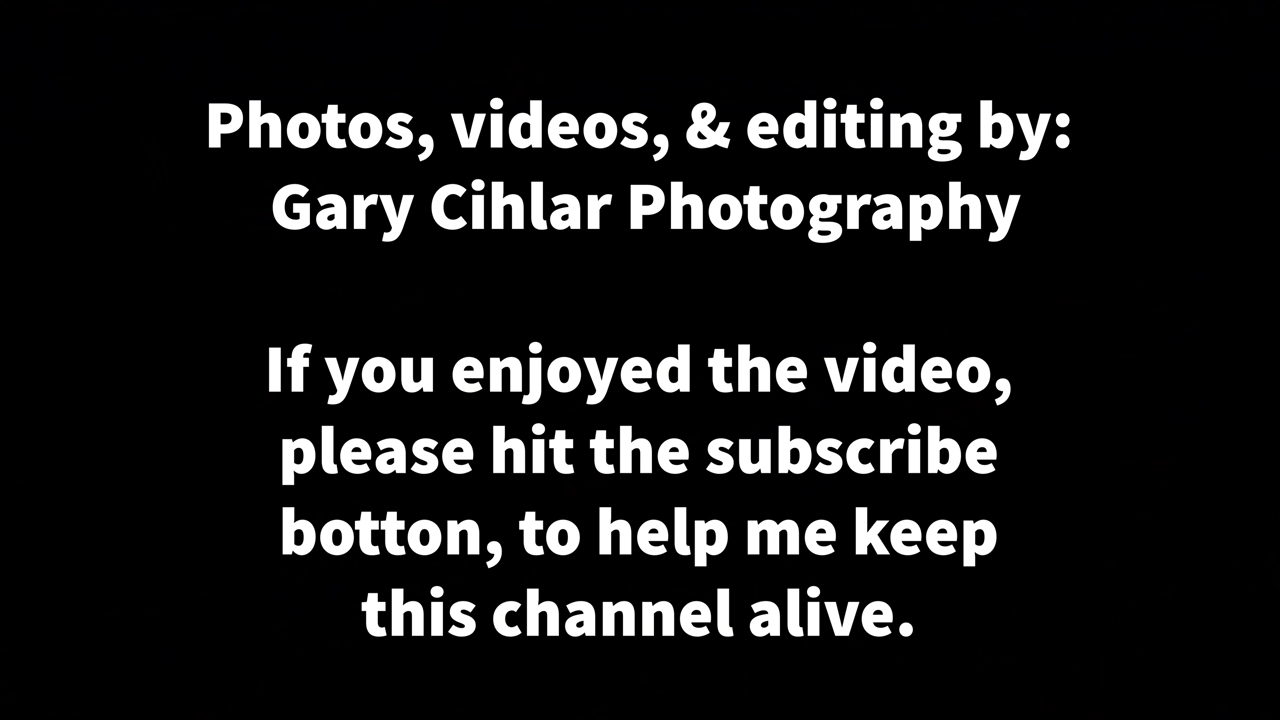 Photos, videos, & editing by:
Gary Cihlar Photography
If you enjoyed the video,
please hit the subscribe
botton, to help me keep
this channel alive.